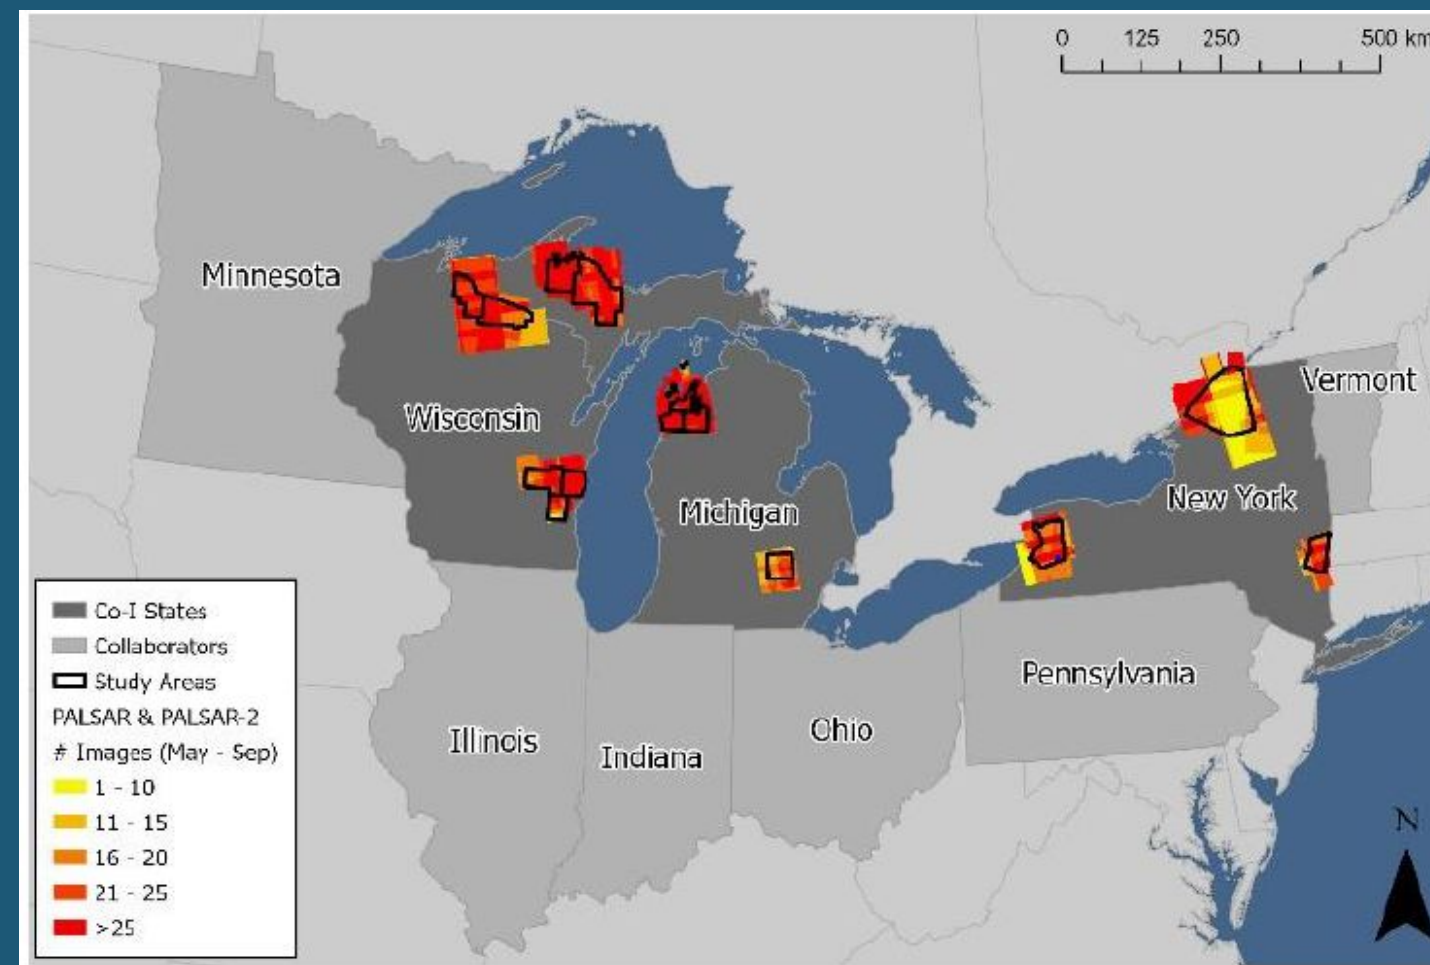 0 125 250 500 km
Minnesota
Vermont
Wisconsin
New York
Michigan
Pennsylvania
Ohio
Illinois
Indiana
Co-I States
Collaborators
Study Areas
PALSAR & PALSAR-2
# Images (May - Sep)
1 - 10
11 - 15
16 - 20
21 - 25
>25
N